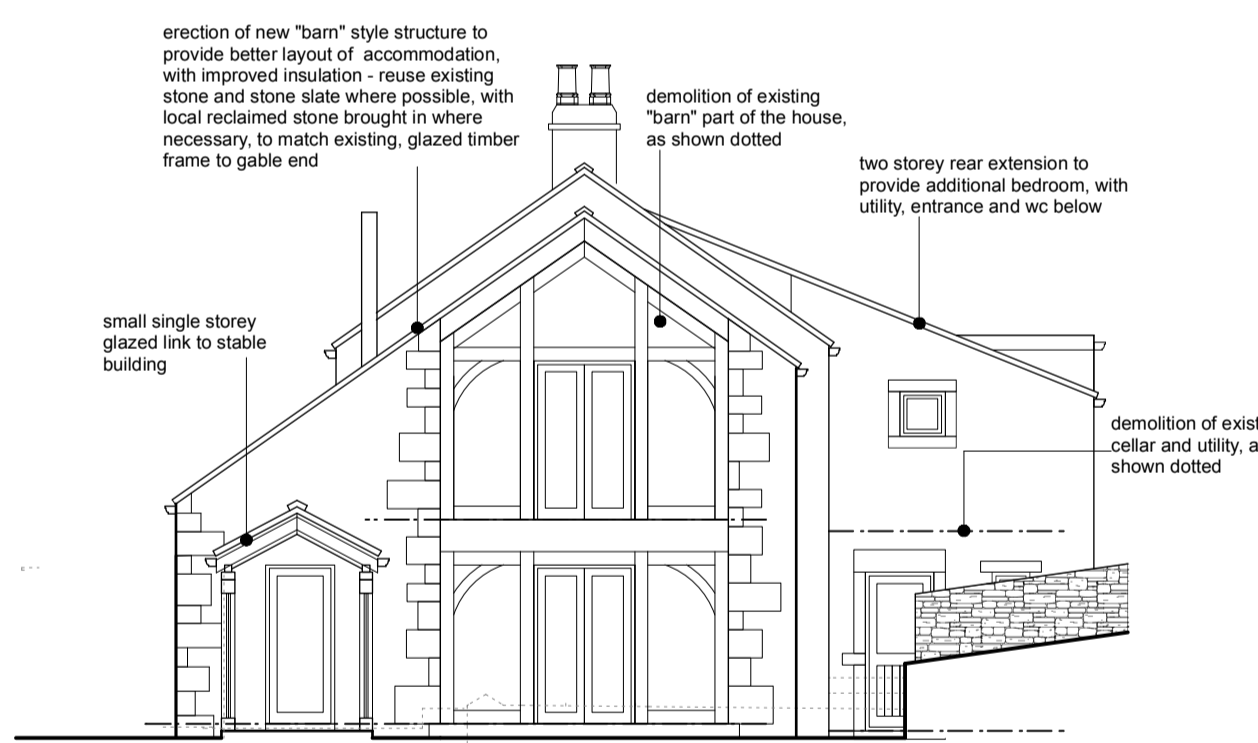 erection of new "barn" style structure to
provide better layout of accommodation,
with improved insulation - reuse existing
stone and stone slate where possible, with
local reclaimed stone brought in where
necessary, to match existing, glazed timber
frame to gable end
demolition of existing
"barn" part of the house,
as shown dotted
two storey rear extension to
provide additional bedroom, with
utility, entrance and wc below
small single storey
glazed link to stable
building
demolition of exist
cellar and utility, a
shown dotted